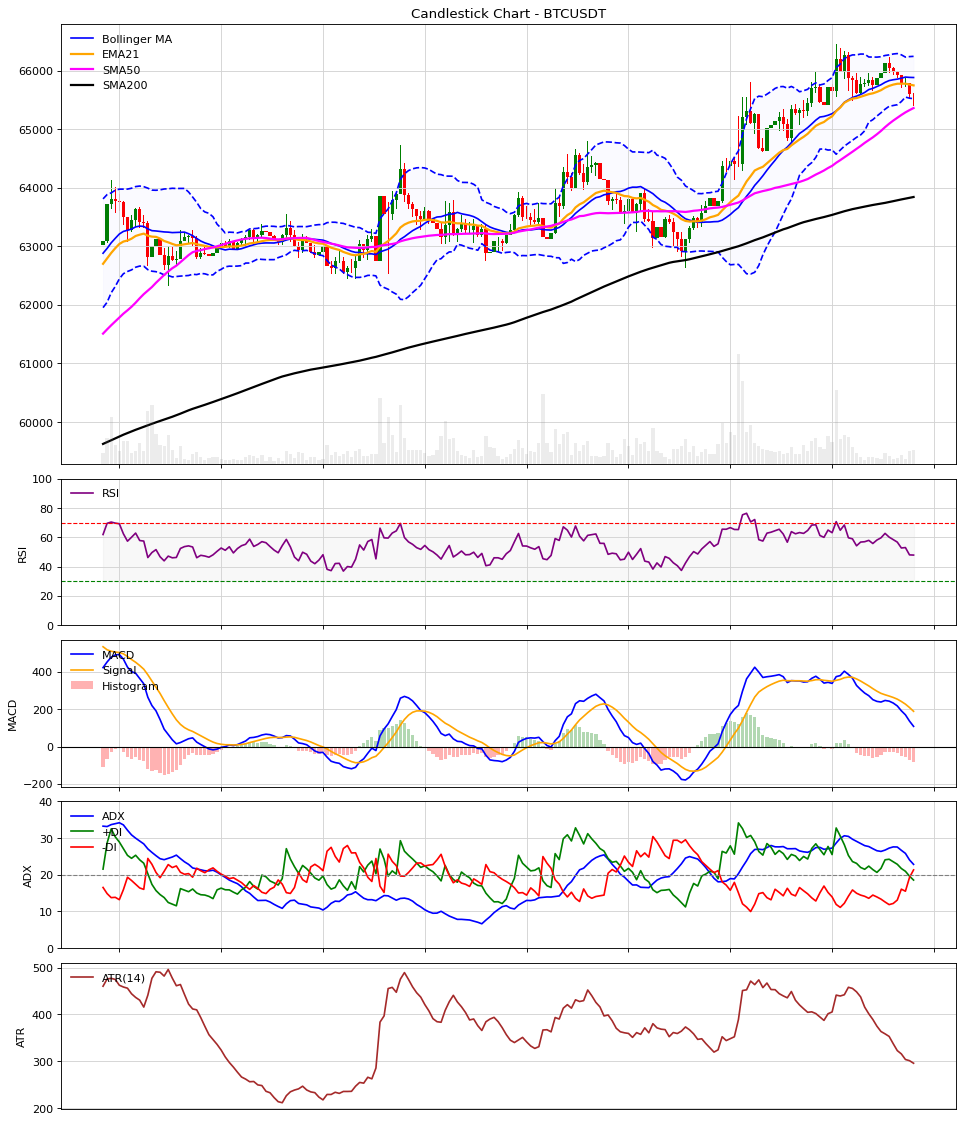 Candlestick Chart - BTCUSDT
Bollinger MA
EMA21
SMA50
SMA200
66000
65000
64000
63000
62000
61000
60000
RSI
100
80
60
40
20
0
RSI
MACD
Signal
Histogram
400
200
0
−200
MACD
ADX
+DI
-DI
40
30
20
10
0
ADX
ATR(14)
500
400
300
200
ATR